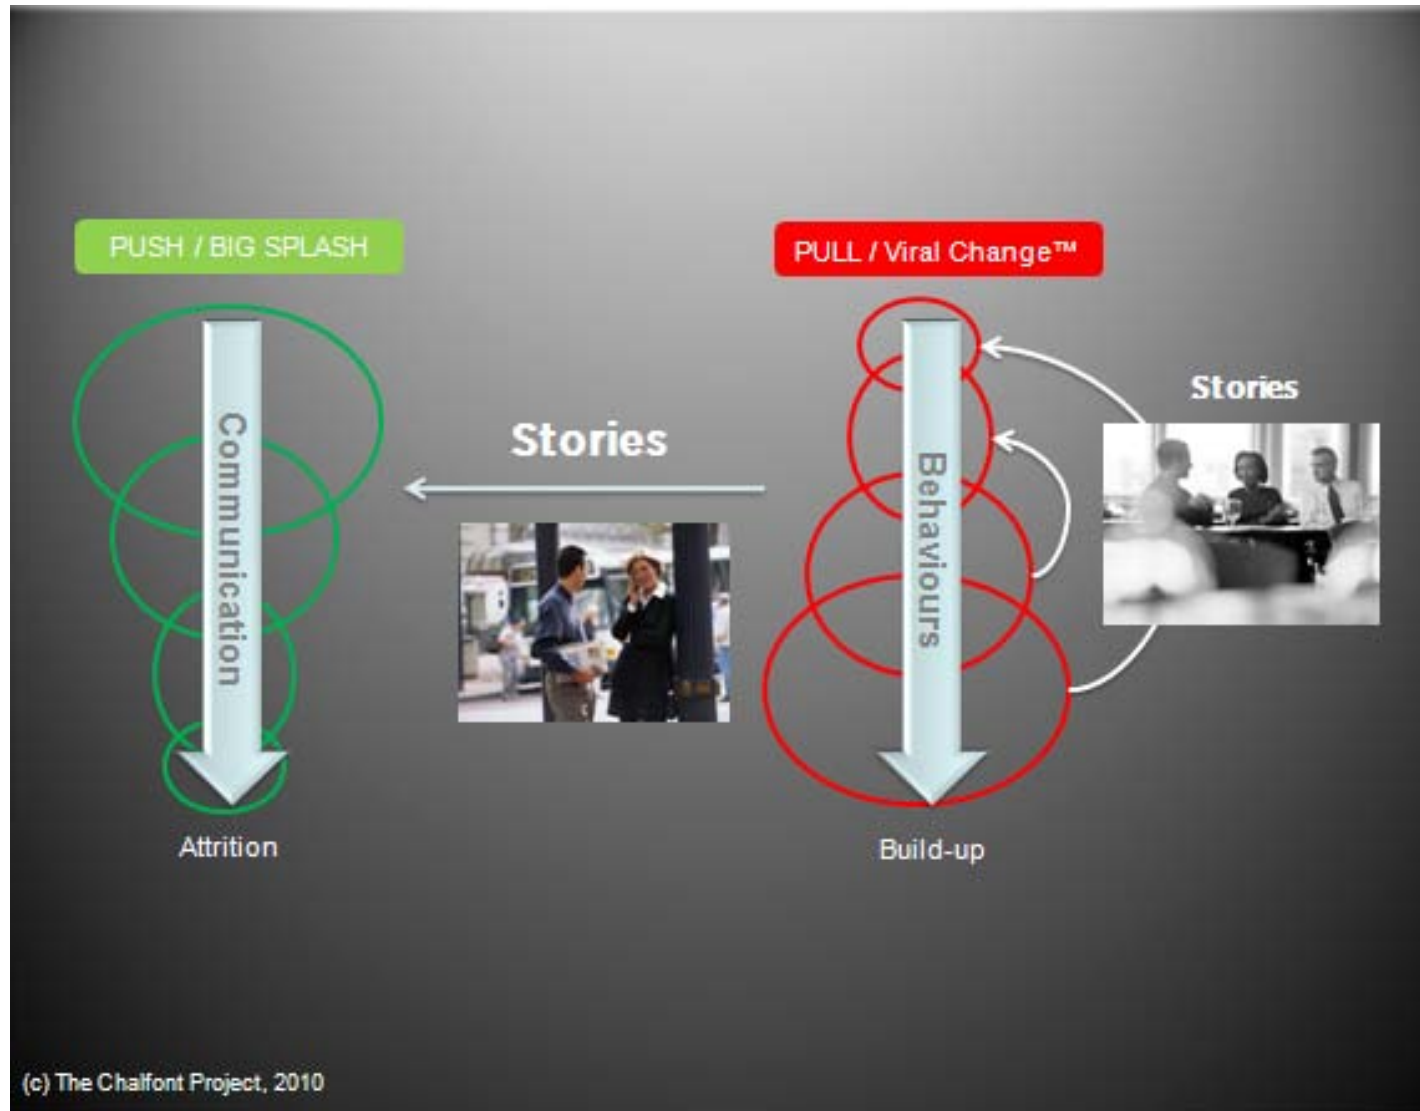 PUSH / BIG SPLASH
PULL / Viral Change™
Stories
Stories
Communication
Behaviours
Attrition
Build-up
(c) The Chalfont Project, 2010